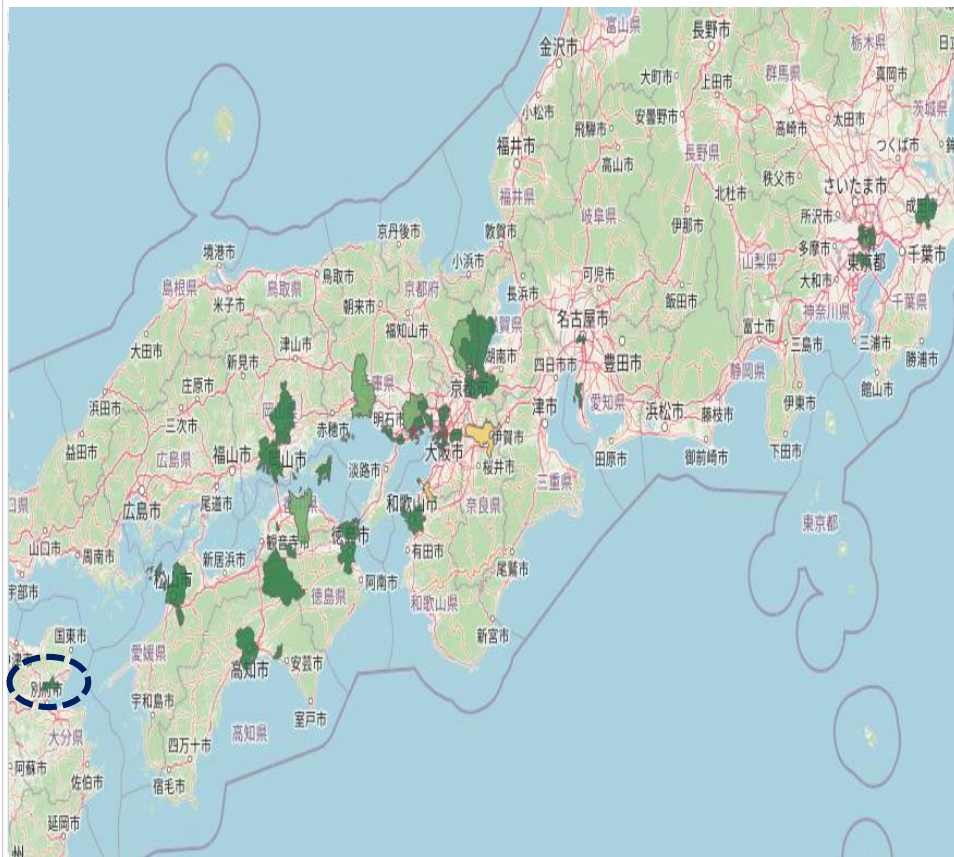 富山県
長野市
栃木県
日立
金沢市
大町市
上田市
群馬県
真岡市
小松市
安曇野市
高崎市
太田市
茨城県
飛騨市
福井市
高山市
長野県
つくば市
秩父市
福井県
北杜市
さいたま市
岐阜県
伊那市
所沢市
京丹後市
敦賀市
多摩市
東京都
千葉市
境港市
小浜市
山梨県
島根県
鳥取市
可児市
大和市
米子市
鳥取県
朝来市
京都府
長浜市
飯田市
神奈川県
千葉県
福知山市
名古屋市
富士市
三島市
三浦市
大田市
津山市
湖南市
四日市市
豊田市
勝浦市
新見市
静岡県
館山市
庄原市
京都市
愛知県
伊東市
浜田市
三次市
赤穂市
明石市
津市
浜松市
藤枝市
益田市
広島県
福山市
大阪市
伊賀市
田原市
御前崎市
下田市
淡路市
桜井市
三重県
広島市
尾道市
和歌山市
奈良県
東京都
山口市
周南市
新居浜市
観音寺市
徳島市
有田市
尾鷲市
宇部市
松山市
徳島県
阿南市
和歌山県
新宮市
国東市
愛媛県
高知市
安芸市
別府市
宇和島市
室戸市
大分県
高知県
四万十市
阿蘇市
佐伯市
宿毛市
延岡市